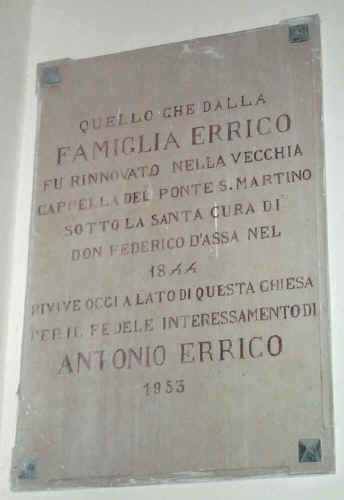 QUELLO CHE DALLA
FAMIGLIA ERRICO
FU RINNOVATO NELLA VECCHIA
CAPPELLA DEL PONTE S. MARTINO
SOTTO LA SANTA CURA DI
DON FEDERICO D'ASSA NEL
1844
RIVIVE OGGI A LATO DI QUESTA CHIESA
PER IL FEDELE INTERESSAMENTO DI
ANTONIO ERRICO
1953